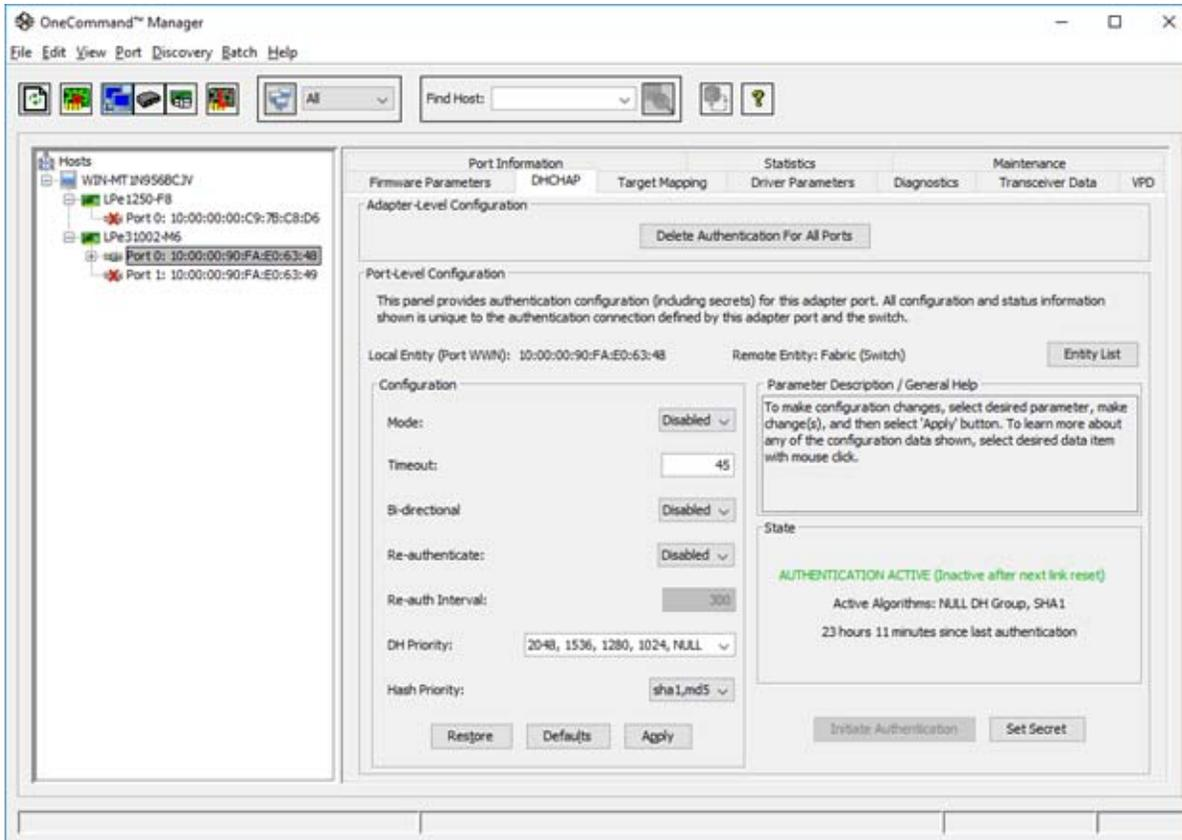 OneCommand™ Manager
File Edit View Port Discovery Batch Help
All
Find Host:
Hosts
WIN-MT1N956BCJV
LPe1250-F8
Port 0: 10:00:00:00:C9:7B:C8:D6
LPe31002-M6
Port 0: 10:00:00:90:FA:E0:63:48
Port 1: 10:00:00:90:FA:E0:63:49
Port Information Statistics Maintenance
Firmware Parameters DHCHAP Target Mapping Driver Parameters Diagnostics Transceiver Data VPD
Adapter-Level Configuration
Delete Authentication For All Ports
Port-Level Configuration
This panel provides authentication configuration (including secrets) for this adapter port. All configuration and status information
shown is unique to the authentication connection defined by this adapter port and the switch.
Local Entity (Port WWN): 10:00:00:90:FA:E0:63:48 Remote Entity: Fabric (Switch) Entity List
Configuration
Mode: Disabled
Timeout: 45
Bi-directional Disabled
Re-authenticate: Disabled
Re-auth Interval: 300
DH Priority: 2048, 1536, 1280, 1024, NULL
Hash Priority: sha1,md5
Restore Defaults Apply
Parameter Description / General Help
To make configuration changes, select desired parameter, make
change(s), and then select 'Apply' button. To learn more about
any of the configuration data shown, select desired data item
with mouse click.
State
AUTHENTICATION ACTIVE (Inactive after next link reset)
Active Algorithms: NULL DH Group, SHA1
23 hours 11 minutes since last authentication
Initiate Authentication Set Secret